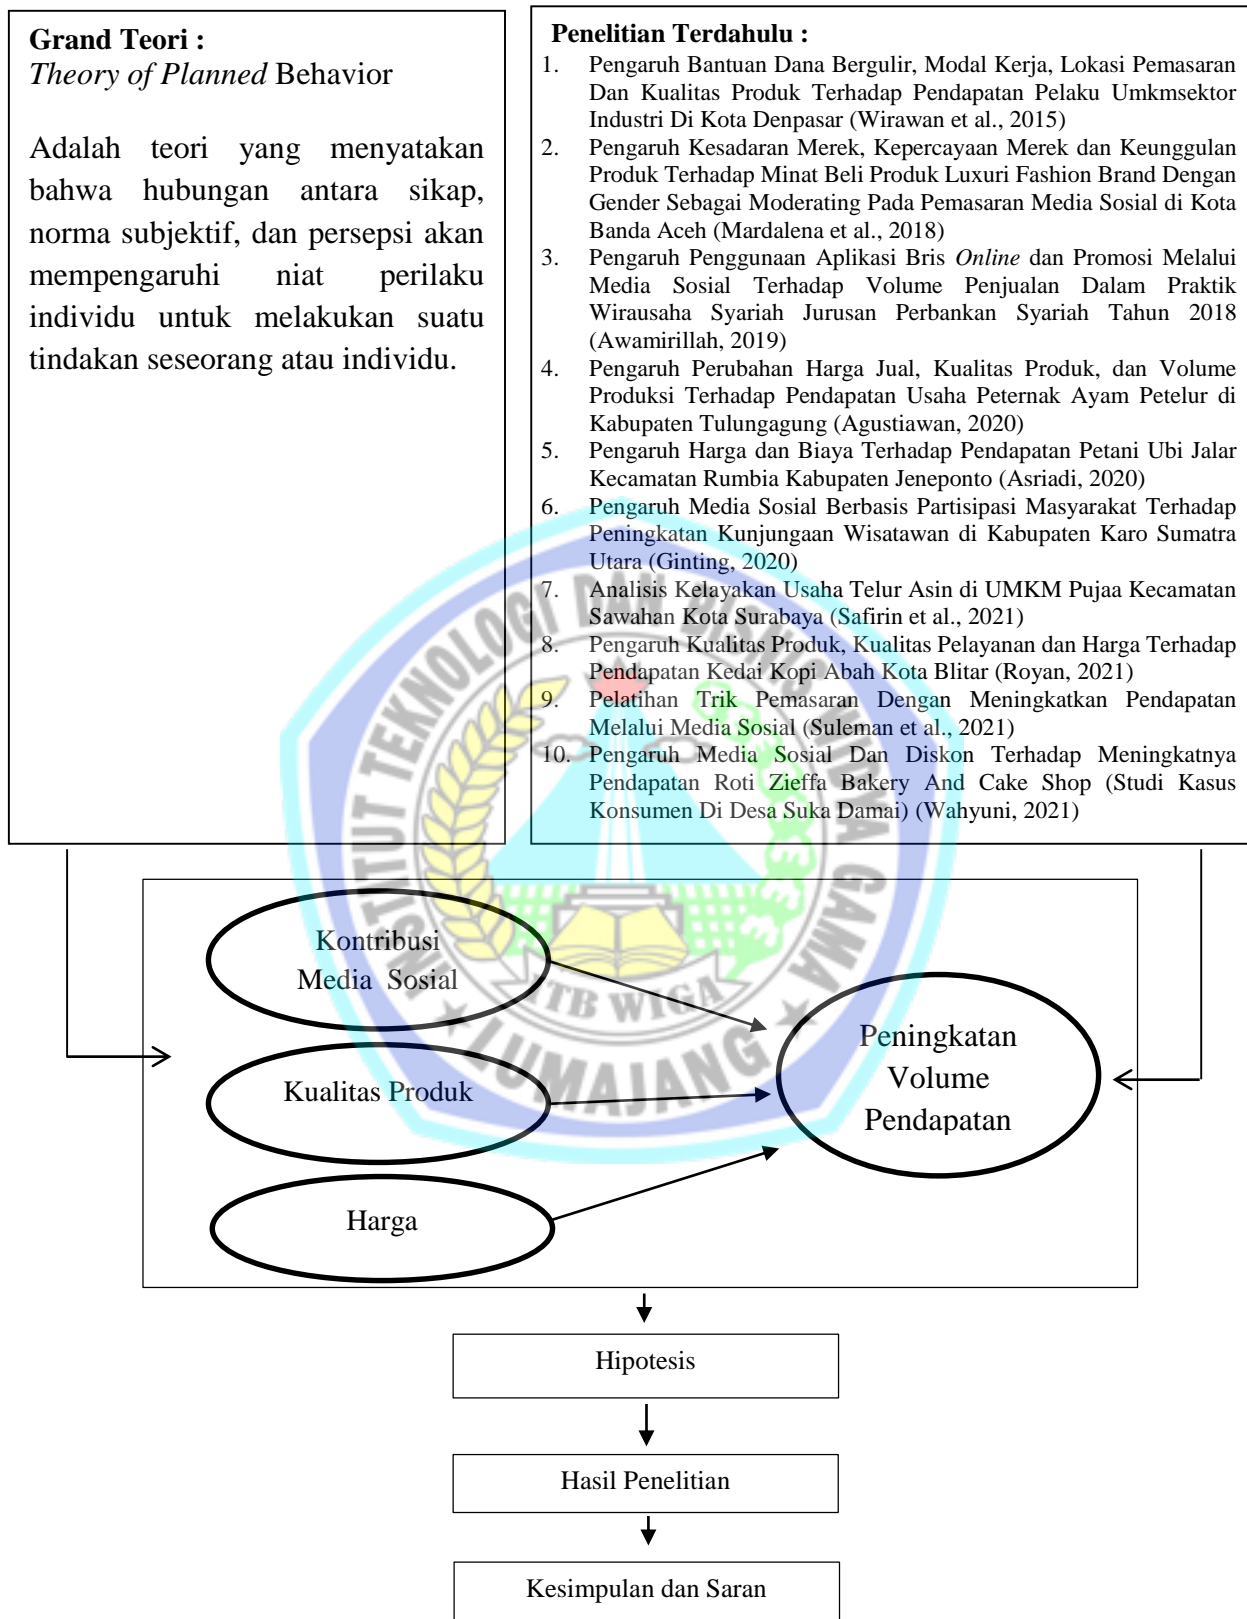 Grand Teori :
Theory of Planned Behavior
Adalah teori yang menyatakan
bahwa hubungan antara sikap,
norma subjektif, dan persepsi akan
mempengaruhi niat perilaku
individu untuk melakukan suatu
tindakan seseorang atau individu.
Penelitian Terdahulu :
1. Pengaruh Bantuan Dana Bergulir, Modal Kerja, Lokasi Pemasaran
Dan Kualitas Produk Terhadap Pendapatan Pelaku Umkmsektor
Industri Di Kota Denpasar (Wirawan et al., 2015)
2. Pengaruh Kesadaran Merek, Kepercayaan Merek dan Keunggulan
Produk Terhadap Minat Beli Produk Luxuri Fashion Brand Dengan
Gender Sebagai Moderating Pada Pemasaran Media Sosial di Kota
Banda Aceh (Mardalena et al., 2018)
3. Pengaruh Penggunaan Aplikasi Bris Online dan Promosi Melalui
Media Sosial Terhadap Volume Penjualan Dalam Praktik
Wirausaha Syariah Jurusan Perbankan Syariah Tahun 2018
(Awamirillah, 2019)
4. Pengaruh Perubahan Harga Jual, Kualitas Produk, dan Volume
Produksi Terhadap Pendapatan Usaha Peternak Ayam Petelur di
Kabupaten Tulungagung (Agustiawan, 2020)
5. Pengaruh Harga dan Biaya Terhadap Pendapatan Petani Ubi Jalar
Kecamatan Rumbia Kabupaten Jeneponto (Asriadi, 2020)
6. Pengaruh Media Sosial Berbasis Partisipasi Masyarakat Terhadap
Peningkatan Kunjungaan Wisatawan di Kabupaten Karo Sumatra
Utara (Ginting, 2020)
7. Analisis Kelayakan Usaha Telur Asin di UMKM Pujaa Kecamatan
Sawahan Kota Surabaya (Safirin et al., 2021)
8. Pengaruh Kualitas Produk, Kualitas Pelayanan dan Harga Terhadap
Pendapatan Kedai Kopi Abah Kota Blitar (Royan, 2021)
9. Pelatihan Trik Pemasaran Dengan Meningkatkan Pendapatan
Melalui Media Sosial (Suleman et al., 2021)
10. Pengaruh Media Sosial Dan Diskon Terhadap Meningkatnya
Pendapatan Roti Zieffa Bakery And Cake Shop (Studi Kasus
Konsumen Di Desa Suka Damai) (Wahyuni, 2021)
INSTITUT TEKNOLOGI DAN BISNIS WIDYA GAMA
ITB WIGA
LUMAJANG
Kontribusi
Media Sosial
Kualitas Produk
Harga
Peningkatan
Volume
Pendapatan
Hipotesis
Hasil Penelitian
Kesimpulan dan Saran